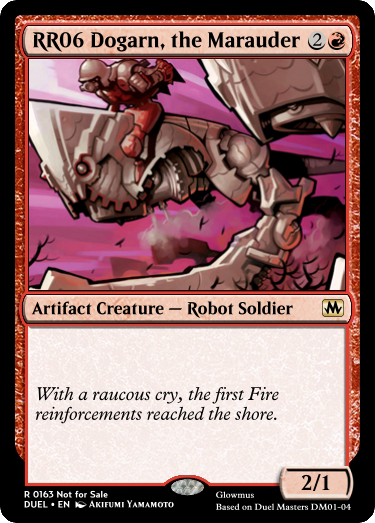 RR06 Dogarn, the Marauder 2
Artifact Creature — Robot Soldier
With a raucous cry, the first Fire
reinforcements reached the shore.
2/1
R 0163 Not for Sale
DUEL • EN AKIFUMI YAMAMOTO
Glowmus
Based on Duel Masters DM01-04